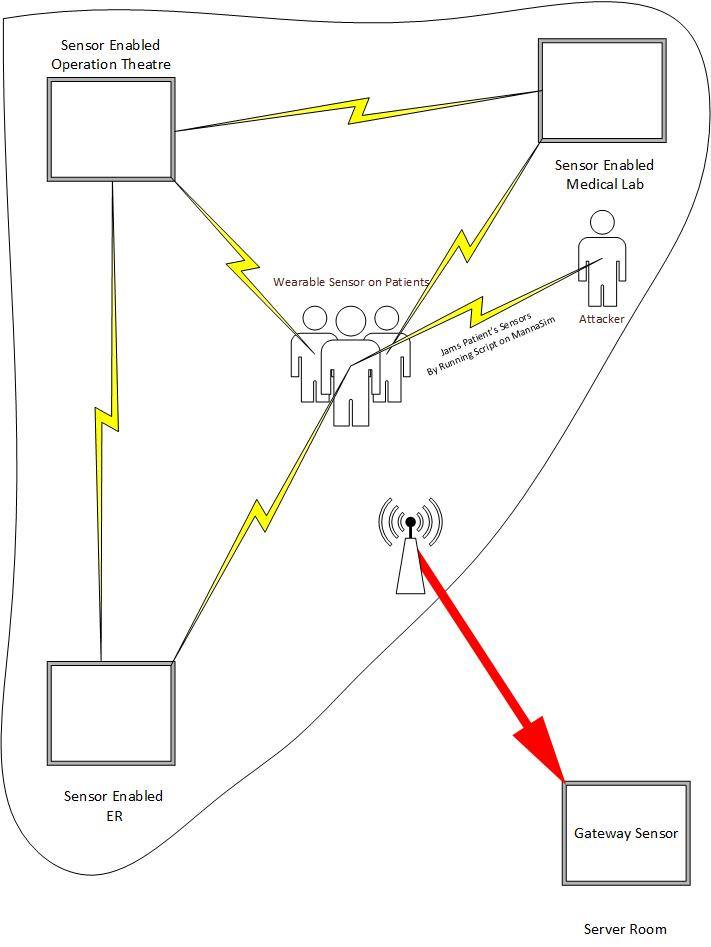 Sensor Enabled
Operation Theatre
Sensor Enabled
Medical Lab
Wearable Sensor on Patients
Attacker
Jams Patient's Sensors
By Running Script on MannaSim
Sensor Enabled
ER
Gateway Sensor
Server Room